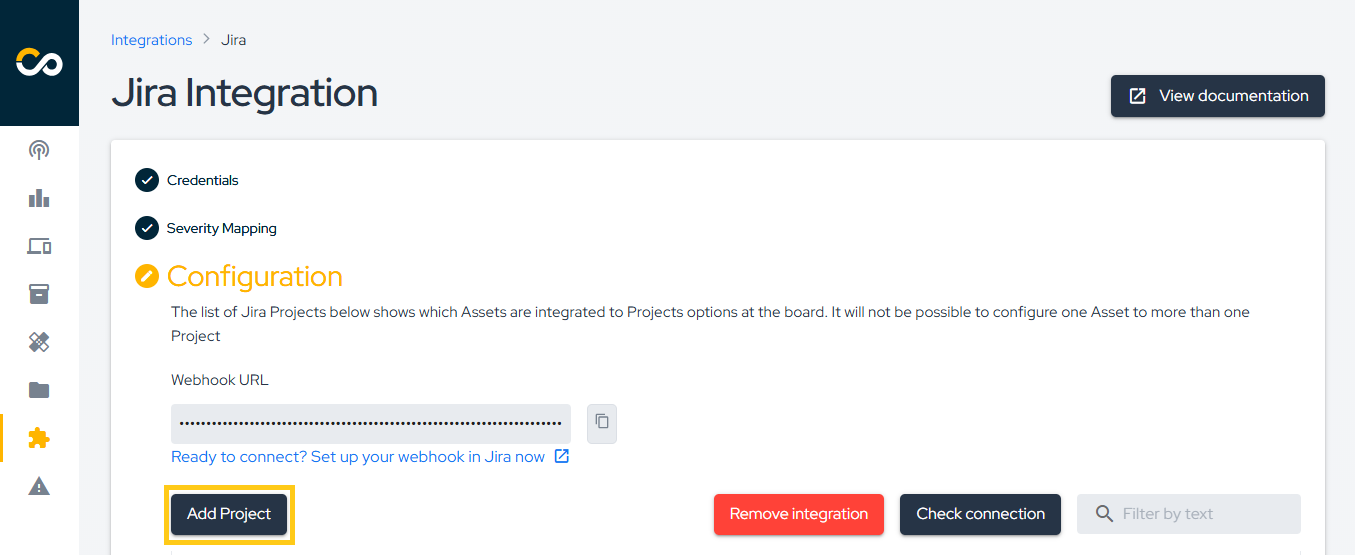 Integrations > Jira
Jira Integration
View documentation
Credentials
Severity Mapping
Configuration
The list of Jira Projects below shows which Assets are integrated to Projects options at the board. It will not be possible to configure one Asset to more than one
Project
Webhook URL
••••••••••••••••••••••••••••••••••••••••••••••••••••••••••••••••••••••
Ready to connect? Set up your webhook in Jira now
Add Project
Remove integration
Check connection
Filter by text